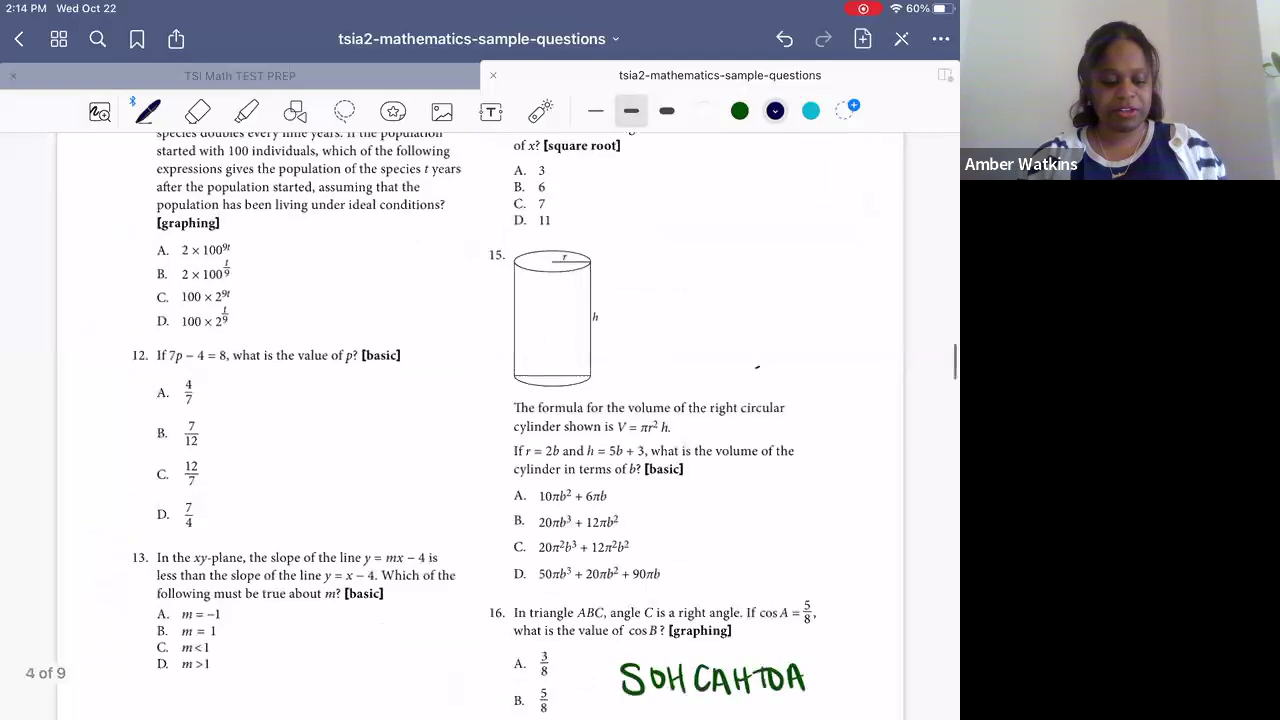 2:14 PM Wed Oct 22
60%
tsia2-mathematics-sample-questions
TSI Math TEST PREP
tsia2-mathematics-sample-questions
Amber Watkins
species doubles every nine years. If the population
started with 100 individuals, which of the following
expressions gives the population of the species t years
after the population started, assuming that the
population has been living under ideal conditions?
[graphing]
A. 2 × 100^9t
B. 2 × 100^t/9
C. 100 × 2^9t
D. 100 × 2^t/9
12. If 7p − 4 = 8, what is the value of p? [basic]
A. 4/7
B. 7/12
C. 12/7
D. 7/4
13. In the xy-plane, the slope of the line y = mx − 4 is
less than the slope of the line y = x − 4. Which of the
following must be true about m? [basic]
A. m = −1
B. m = 1
C. m < 1
D. m > 1
4 of 9
of x? [square root]
A. 3
B. 6
C. 7
D. 11
15.
r
h
The formula for the volume of the right circular
cylinder shown is V = πr² h.
If r = 2b and h = 5b + 3, what is the volume of the
cylinder in terms of b? [basic]
A. 10πb² + 6πb
B. 20πb³ + 12πb²
C. 20π²b³ + 12π²b²
D. 50πb³ + 20πb² + 90πb
16. In triangle ABC, angle C is a right angle. If cos A = 5/8,
what is the value of cos B? [graphing]
A. 3/8
B. 5/8
SOH CAH TOA